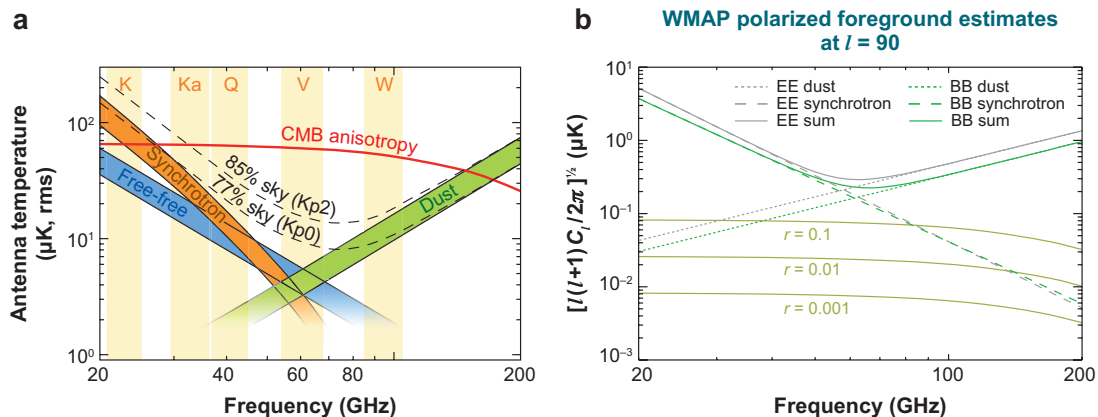 a
K Ka Q V W
CMB anisotropy
Synchrotron
Free-free
85% sky (Kp2)
77% sky (Kp0)
Dust
Antenna temperature
(µK, rms)
10²
10¹
10⁰
20 40 60 80 200
Frequency (GHz)
b
WMAP polarized foreground estimates
at l = 90
EE dust
EE synchrotron
EE sum
BB dust
BB synchrotron
BB sum
r = 0.1
r = 0.01
r = 0.001
[l(l+1)Cₗ/2π]^½ (µK)
10¹
10⁰
10⁻¹
10⁻²
10⁻³
20 100 200
Frequency (GHz)